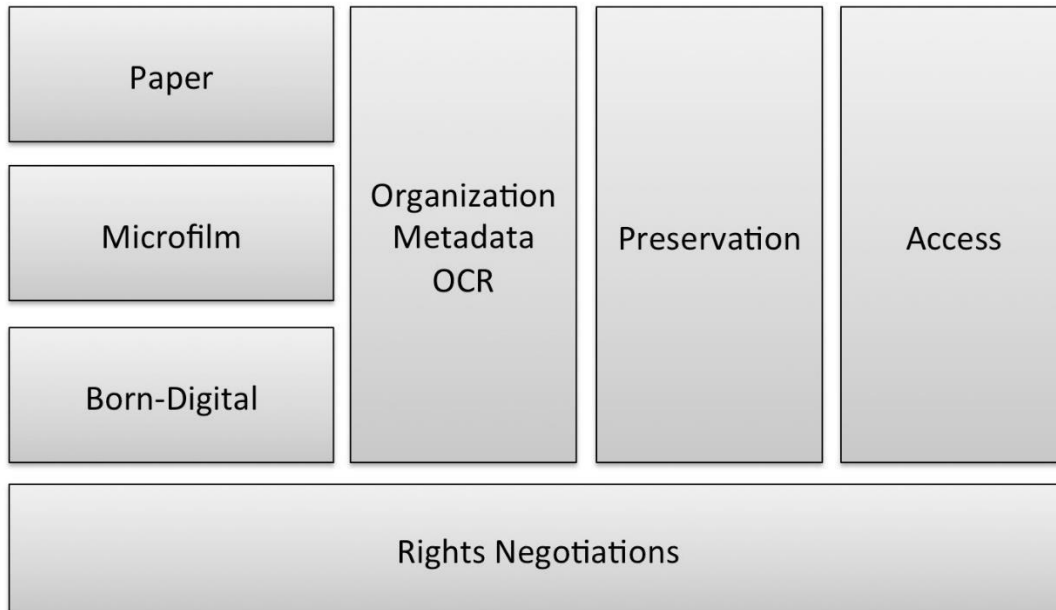 Paper
Microfilm
Born-Digital
Organization
Metadata
OCR
Preservation
Access
Rights Negotiations